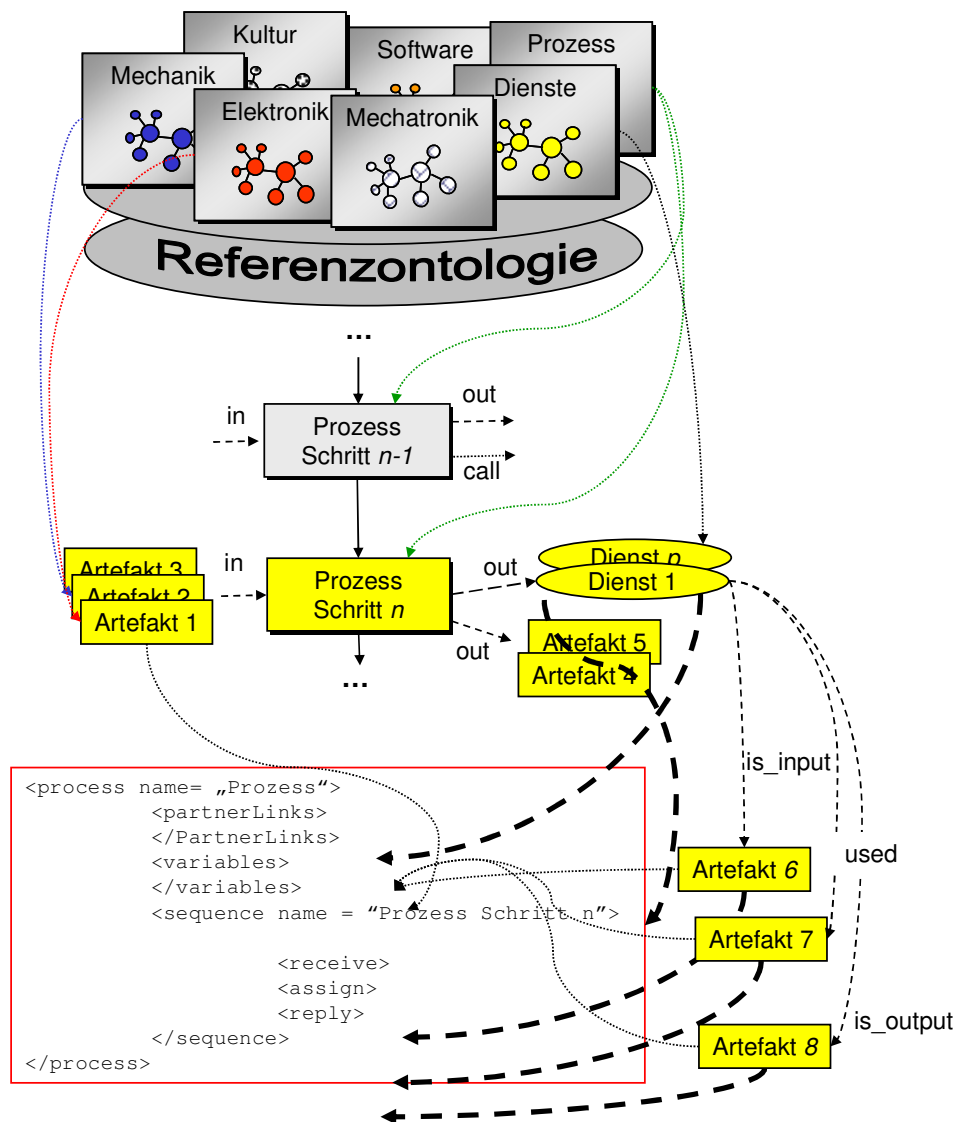 Kultur
Software
Prozess
Mechanik
Dienste
Elektronik
Mechatronik
Referenzontologie
...
out
in
Prozess
Schritt n-1
call
in
out
Dienst n
Dienst 1
Artefakt 3
Artefakt 2
Artefakt 1
Prozess
Schritt n
out
Artefakt 5
Artefakt 4
...
is_input
<process name= „Prozess“>
<partnerLinks>
</PartnerLinks>
<variables>
</variables>
<sequence name = “Prozess Schritt n”>
<receive>
<assign>
<reply>
</sequence>
</process>
used
Artefakt 6
Artefakt 7
is_output
Artefakt 8